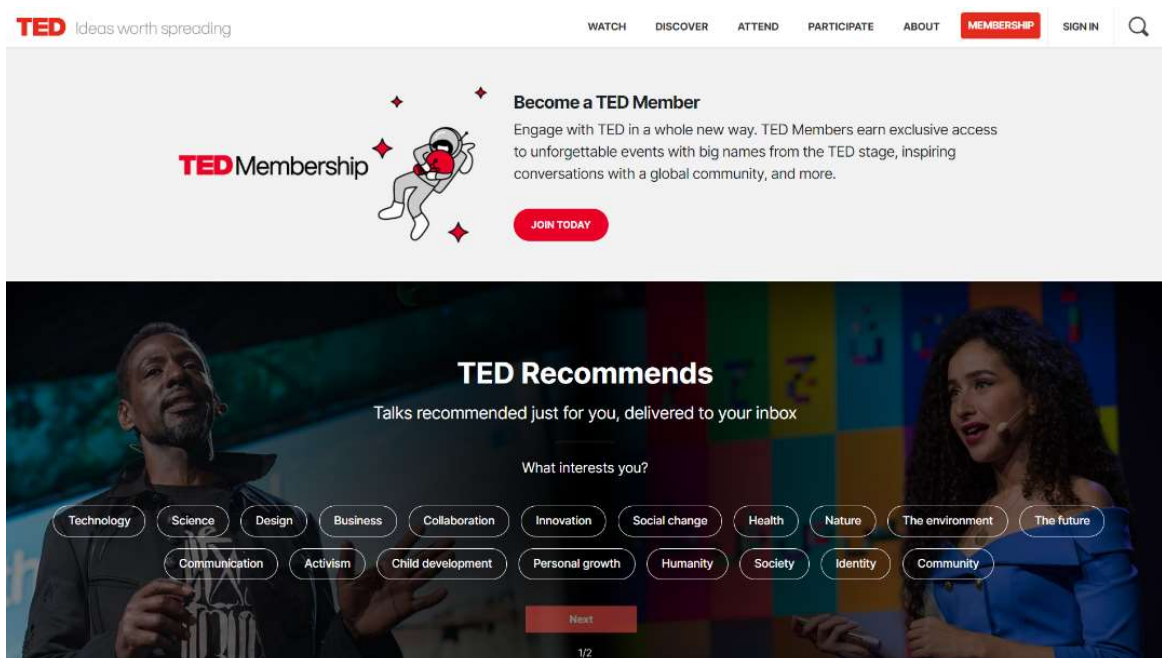 TED Ideas worth spreading
WATCH DISCOVER ATTEND PARTICIPATE ABOUT MEMBERSHIP SIGN IN
Become a TED Member
Engage with TED in a whole new way. TED Members earn exclusive access
to unforgettable events with big names from the TED stage, inspiring
conversations with a global community, and more.
TEDMembership
JOIN TODAY
TED Recommends
Talks recommended just for you, delivered to your inbox
What interests you?
Technology Science Design Business Collaboration Innovation Social change Health Nature The environment The future
Communication Activism Child development Personal growth Humanity Society Identity Community
Next
1/2